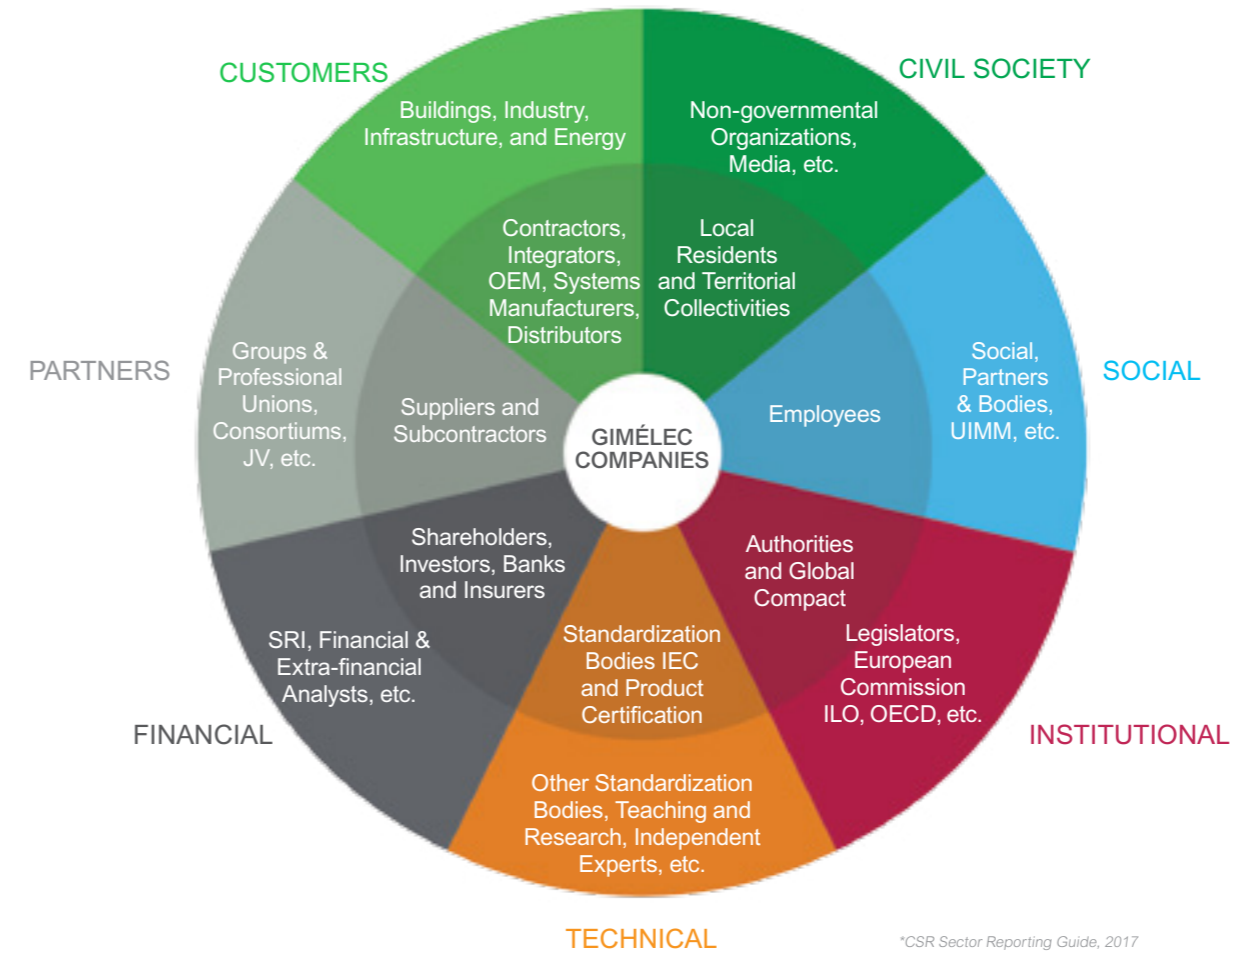 CUSTOMERS
Buildings, Industry,
Infrastructure, and Energy
Contractors,
Integrators,
OEM, Systems
Manufacturers,
Distributors
CIVIL SOCIETY
Non-governmental
Organizations,
Media, etc.
Local
Residents
and Territorial
Collectivities
PARTNERS
Groups &
Professional
Unions,
Consortiums,
JV, etc.
Suppliers and
Subcontractors
GIMÉLEC
COMPANIES
Employees
Social,
Partners
& Bodies,
UIMM, etc.
SOCIAL
Shareholders,
Investors, Banks
and Insurers
SRI, Financial &
Extra-financial
Analysts, etc.
FINANCIAL
Authorities
and Global
Compact
Legislators,
European
Commission
ILO, OECD, etc.
INSTITUTIONAL
Standardization
Bodies IEC
and Product
Certification
Other Standardization
Bodies, Teaching and
Research, Independent
Experts, etc.
TECHNICAL
*CSR Sector Reporting Guide, 2017